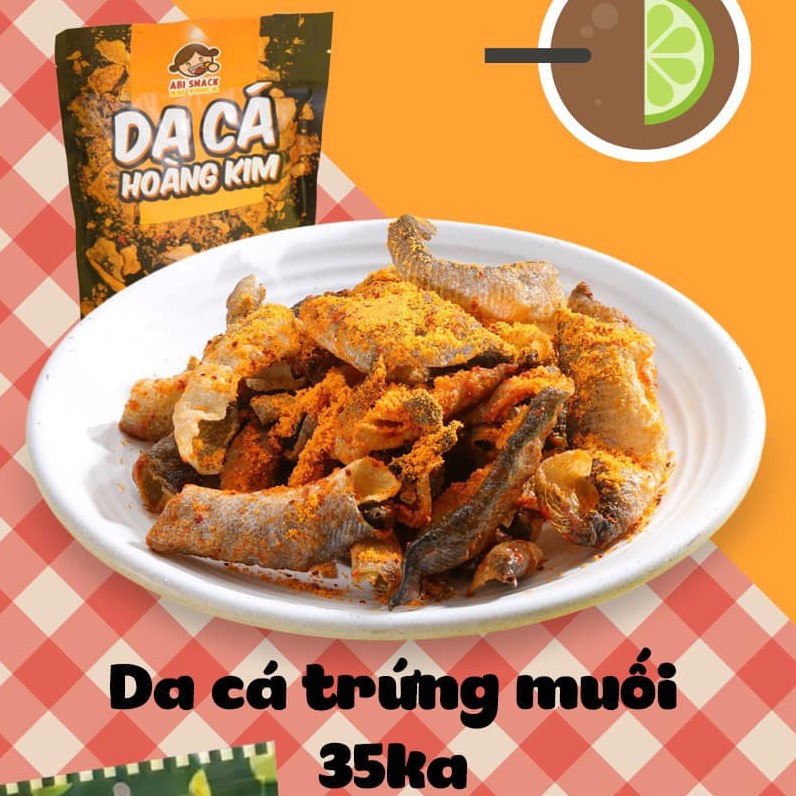 ABI SNACK
DA CÁ
HOÀNG KIM
Da cá trứng muối
35ka